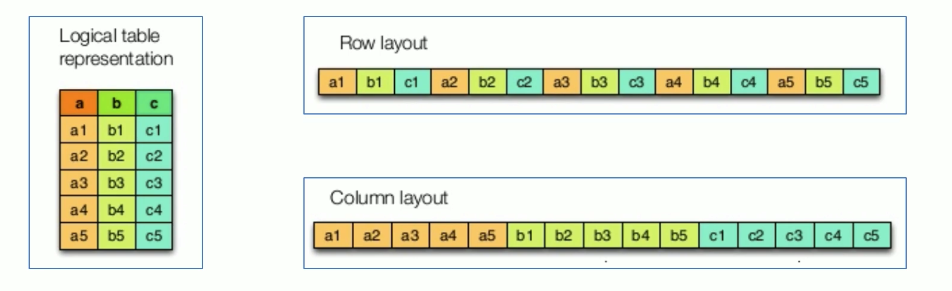 Logical table
representation
a b c
a1 b1 c1
a2 b2 c2
a3 b3 c3
a4 b4 c4
a5 b5 c5
Row layout
a1 b1 c1 a2 b2 c2 a3 b3 c3 a4 b4 c4 a5 b5 c5
Column layout
a1 a2 a3 a4 a5 b1 b2 b3 b4 b5 c1 c2 c3 c4 c5